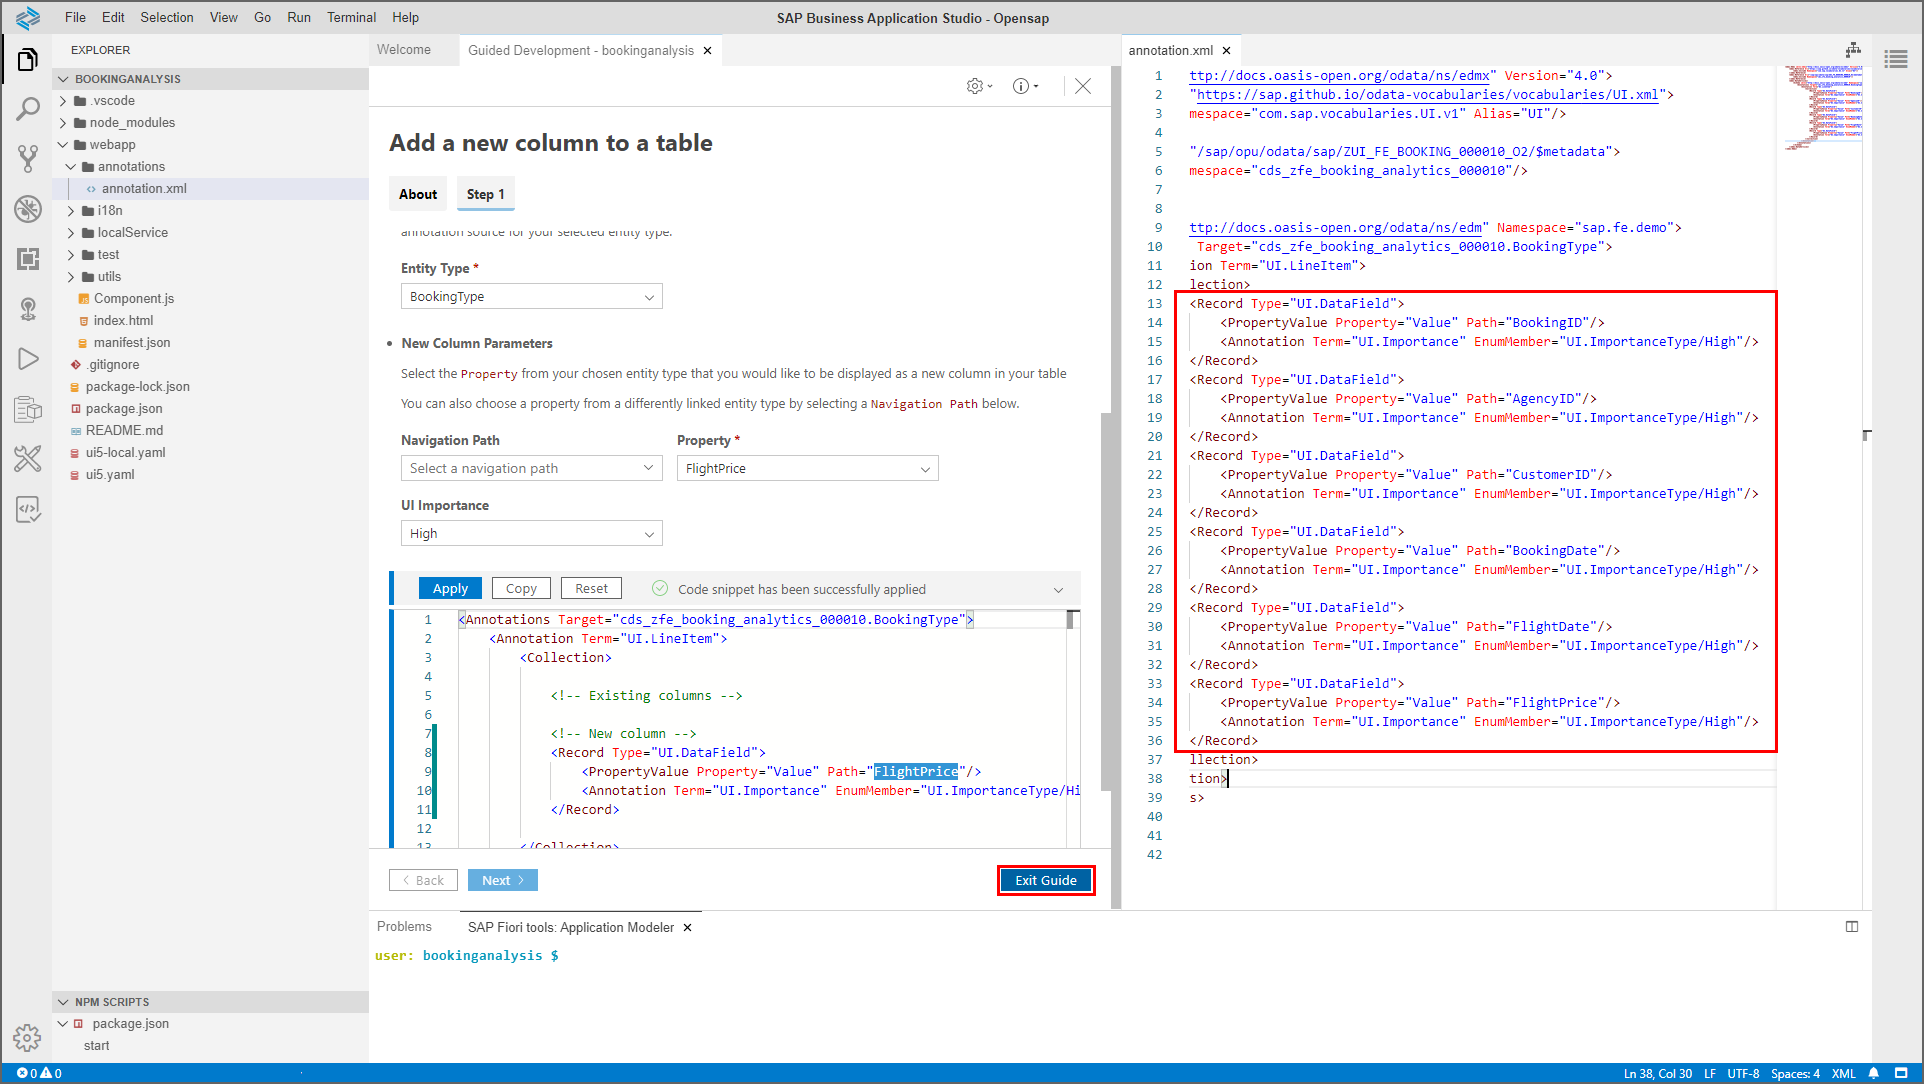 File Edit Selection View Go Run Terminal Help
SAP Business Application Studio - Opensap
EXPLORER
BOOKINGANALYSIS
.vscode
node_modules
webapp
annotations
annotation.xml
i18n
localService
test
utils
Component.js
index.html
manifest.json
.gitignore
package-lock.json
package.json
README.md
ui5-local.yaml
ui5.yaml
NPM SCRIPTS
package.json
start
Welcome
Guided Development - bookinganalysis
Add a new column to a table
About
Step 1
annotation source for your selected entity type.
Entity Type *
BookingType
New Column Parameters
Select the Property from your chosen entity type that you would like to be displayed as a new column in your table
You can also choose a property from a differently linked entity type by selecting a Navigation Path below.
Navigation Path
Property *
Select a navigation path
FlightPrice
UI Importance
High
Apply
Copy
Reset
Code snippet has been successfully applied
1 <Annotations Target="cds_zfe_booking_analytics_000010.BookingType">
2 <Annotation Term="UI.LineItem">
3 <Collection>
4
5 <!-- Existing columns -->
6
7 <!-- New column -->
8 <Record Type="UI.DataField">
9 <PropertyValue Property="Value" Path="FlightPrice"/>
10 <Annotation Term="UI.Importance" EnumMember="UI.ImportanceType/Hi
11 </Record>
12
13 </Collection>
Back
Next
Exit Guide
annotation.xml
1 ttp://docs.oasis-open.org/odata/ns/edmx" Version="4.0">
2 "https://sap.github.io/odata-vocabularies/vocabularies/UI.xml">
3 mespace="com.sap.vocabularies.UI.v1" Alias="UI"/>
4
5 "/sap/opu/odata/sap/ZUI_FE_BOOKING_000010_O2/$metadata">
6 mespace="cds_zfe_booking_analytics_000010"/>
7
8
9 ttp://docs.oasis-open.org/odata/ns/edm" Namespace="sap.fe.demo">
10 Target="cds_zfe_booking_analytics_000010.BookingType">
11 ion Term="UI.LineItem">
12 lection>
13 <Record Type="UI.DataField">
14 <PropertyValue Property="Value" Path="BookingID"/>
15 <Annotation Term="UI.Importance" EnumMember="UI.ImportanceType/High"/>
16 </Record>
17 <Record Type="UI.DataField">
18 <PropertyValue Property="Value" Path="AgencyID"/>
19 <Annotation Term="UI.Importance" EnumMember="UI.ImportanceType/High"/>
20 </Record>
21 <Record Type="UI.DataField">
22 <PropertyValue Property="Value" Path="CustomerID"/>
23 <Annotation Term="UI.Importance" EnumMember="UI.ImportanceType/High"/>
24 </Record>
25 <Record Type="UI.DataField">
26 <PropertyValue Property="Value" Path="BookingDate"/>
27 <Annotation Term="UI.Importance" EnumMember="UI.ImportanceType/High"/>
28 </Record>
29 <Record Type="UI.DataField">
30 <PropertyValue Property="Value" Path="FlightDate"/>
31 <Annotation Term="UI.Importance" EnumMember="UI.ImportanceType/High"/>
32 </Record>
33 <Record Type="UI.DataField">
34 <PropertyValue Property="Value" Path="FlightPrice"/>
35 <Annotation Term="UI.Importance" EnumMember="UI.ImportanceType/High"/>
36 </Record>
37 llection>
38 tion>
39 s>
40
41
42
Problems
SAP Fiori tools: Application Modeler
user: bookinganalysis $
0 0
Ln 38, Col 30 LF UTF-8 Spaces: 4 XML